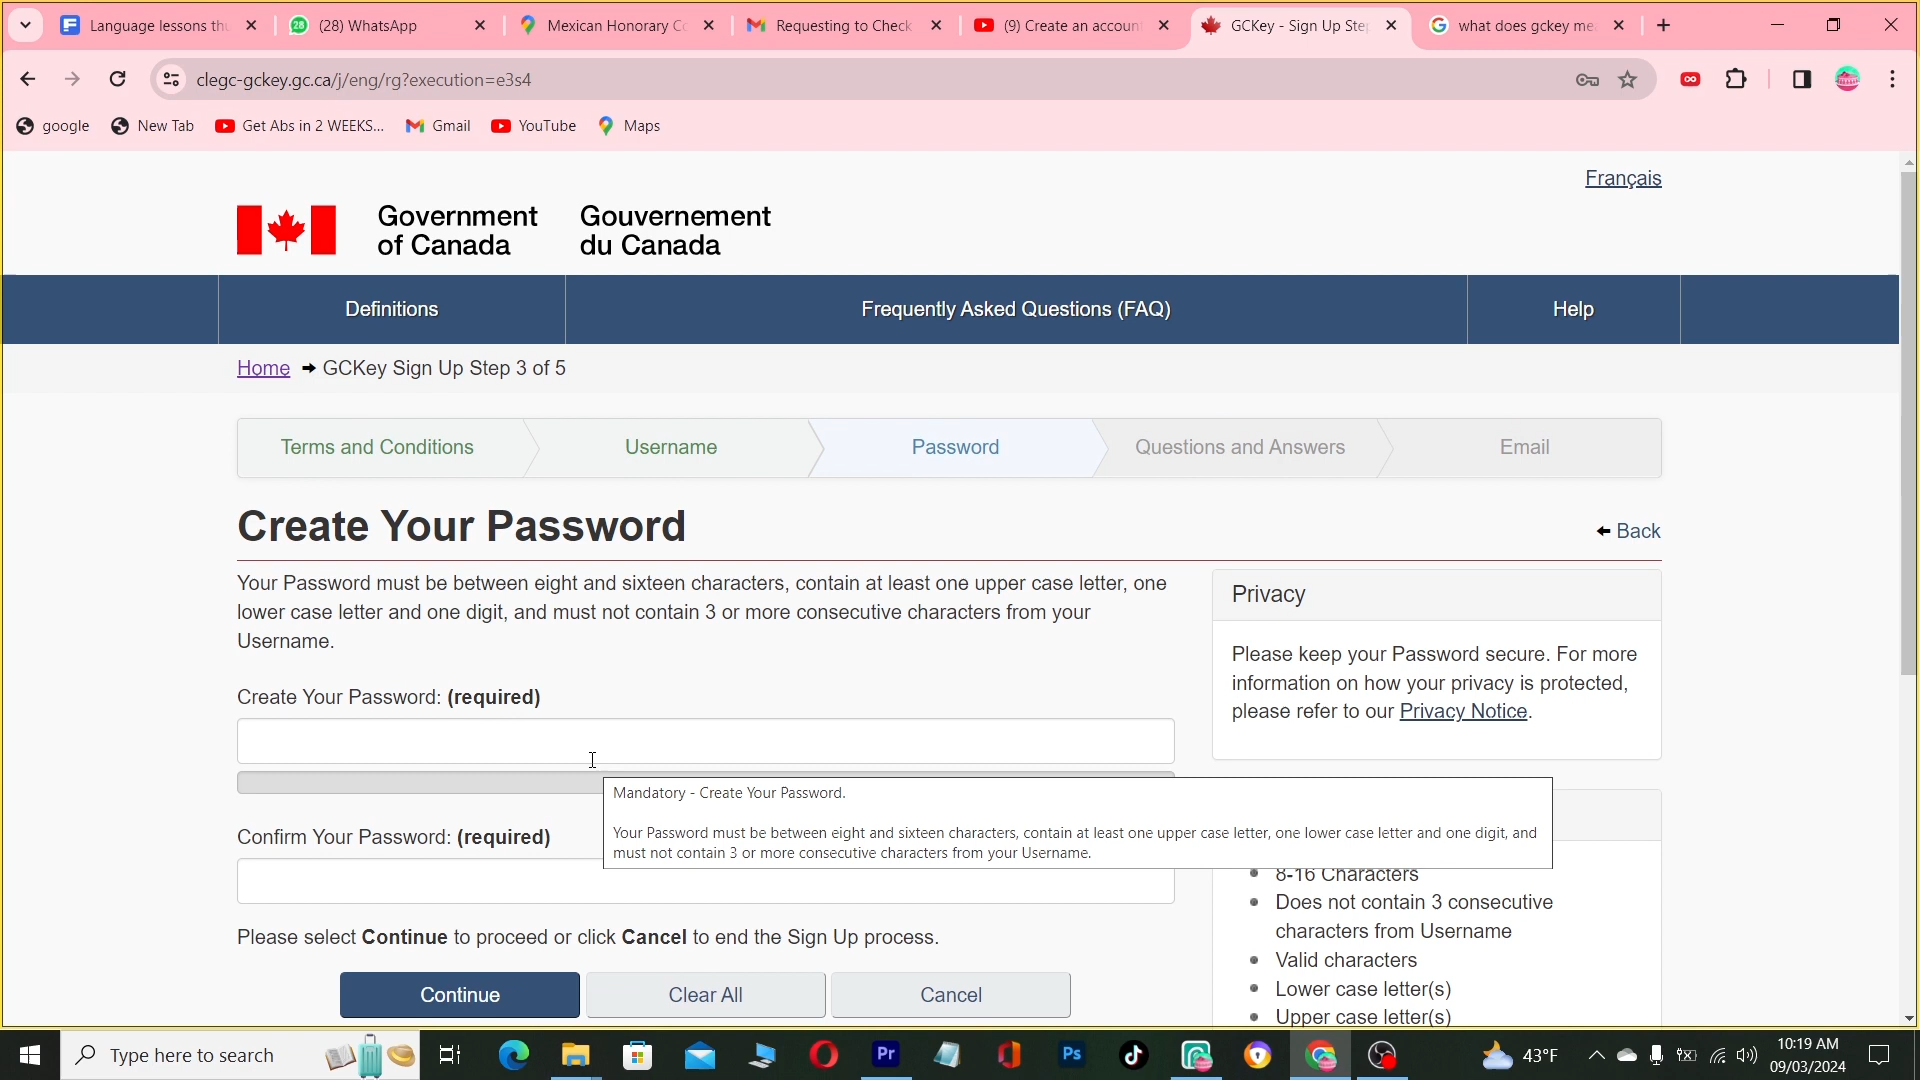 Language lessons th
(28) WhatsApp
Mexican Honorary Co
Requesting to Check
(9) Create an accoun
GCKey - Sign Up Ste
what does gckey me
clegc-gckey.gc.ca/j/eng/rg?execution=e3s4
google
New Tab
Get Abs in 2 WEEKS...
Gmail
YouTube
Maps
Français
Government of Canada
Gouvernement du Canada
Definitions
Frequently Asked Questions (FAQ)
Help
Home ➔ GCKey Sign Up Step 3 of 5
Terms and Conditions
Username
Password
Questions and Answers
Email
Create Your Password
Back
Your Password must be between eight and sixteen characters, contain at least one upper case letter, one
lower case letter and one digit, and must not contain 3 or more consecutive characters from your
Username.
Create Your Password: (required)
Mandatory - Create Your Password.
Your Password must be between eight and sixteen characters, contain at least one upper case letter, one lower case letter and one digit, and
must not contain 3 or more consecutive characters from your Username.
Confirm Your Password: (required)
Please select Continue to proceed or click Cancel to end the Sign Up process.
Continue
Clear All
Cancel
Privacy
Please keep your Password secure. For more
information on how your privacy is protected,
please refer to our Privacy Notice.
8-16 Characters
Does not contain 3 consecutive
characters from Username
Valid characters
Lower case letter(s)
Upper case letter(s)
Type here to search
Pr
Ps
43°F
10:19 AM
09/03/2024